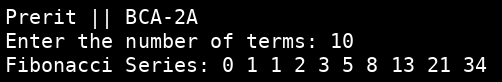 Prerit || BCA-2A
Enter the number of terms: 10
Fibonacci Series: 0 1 1 2 3 5 8 13 21 34